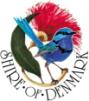 SHIRE • OF • DENMARK